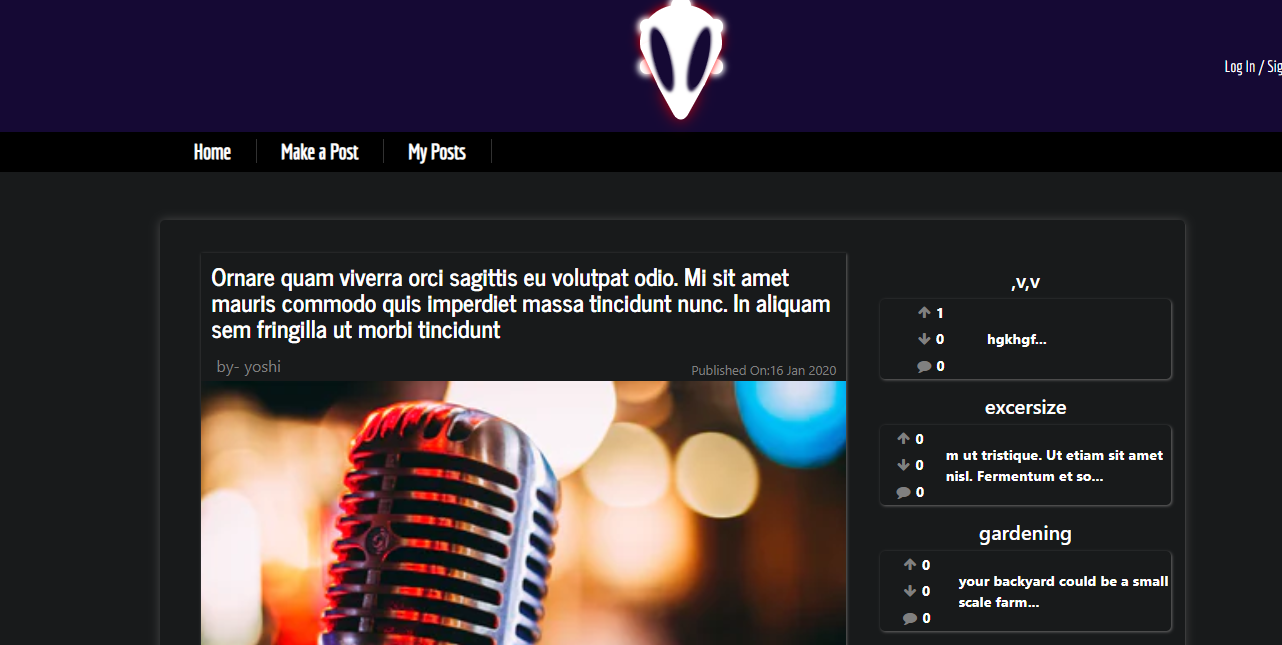 Log In / Sig
Home
Make a Post
My Posts
Ornare quam viverra orci sagittis eu volutpat odio. Mi sit amet
mauris commodo quis imperdiet massa tincidunt nunc. In aliquam
sem fringilla ut morbi tincidunt
by- yoshi
Published On:16 Jan 2020
,v,v
1
0
hgkhgf...
0
excersize
0
0
0
m ut tristique. Ut etiam sit amet
nisl. Fermentum et so...
gardening
0
0
0
your backyard could be a small
scale farm...